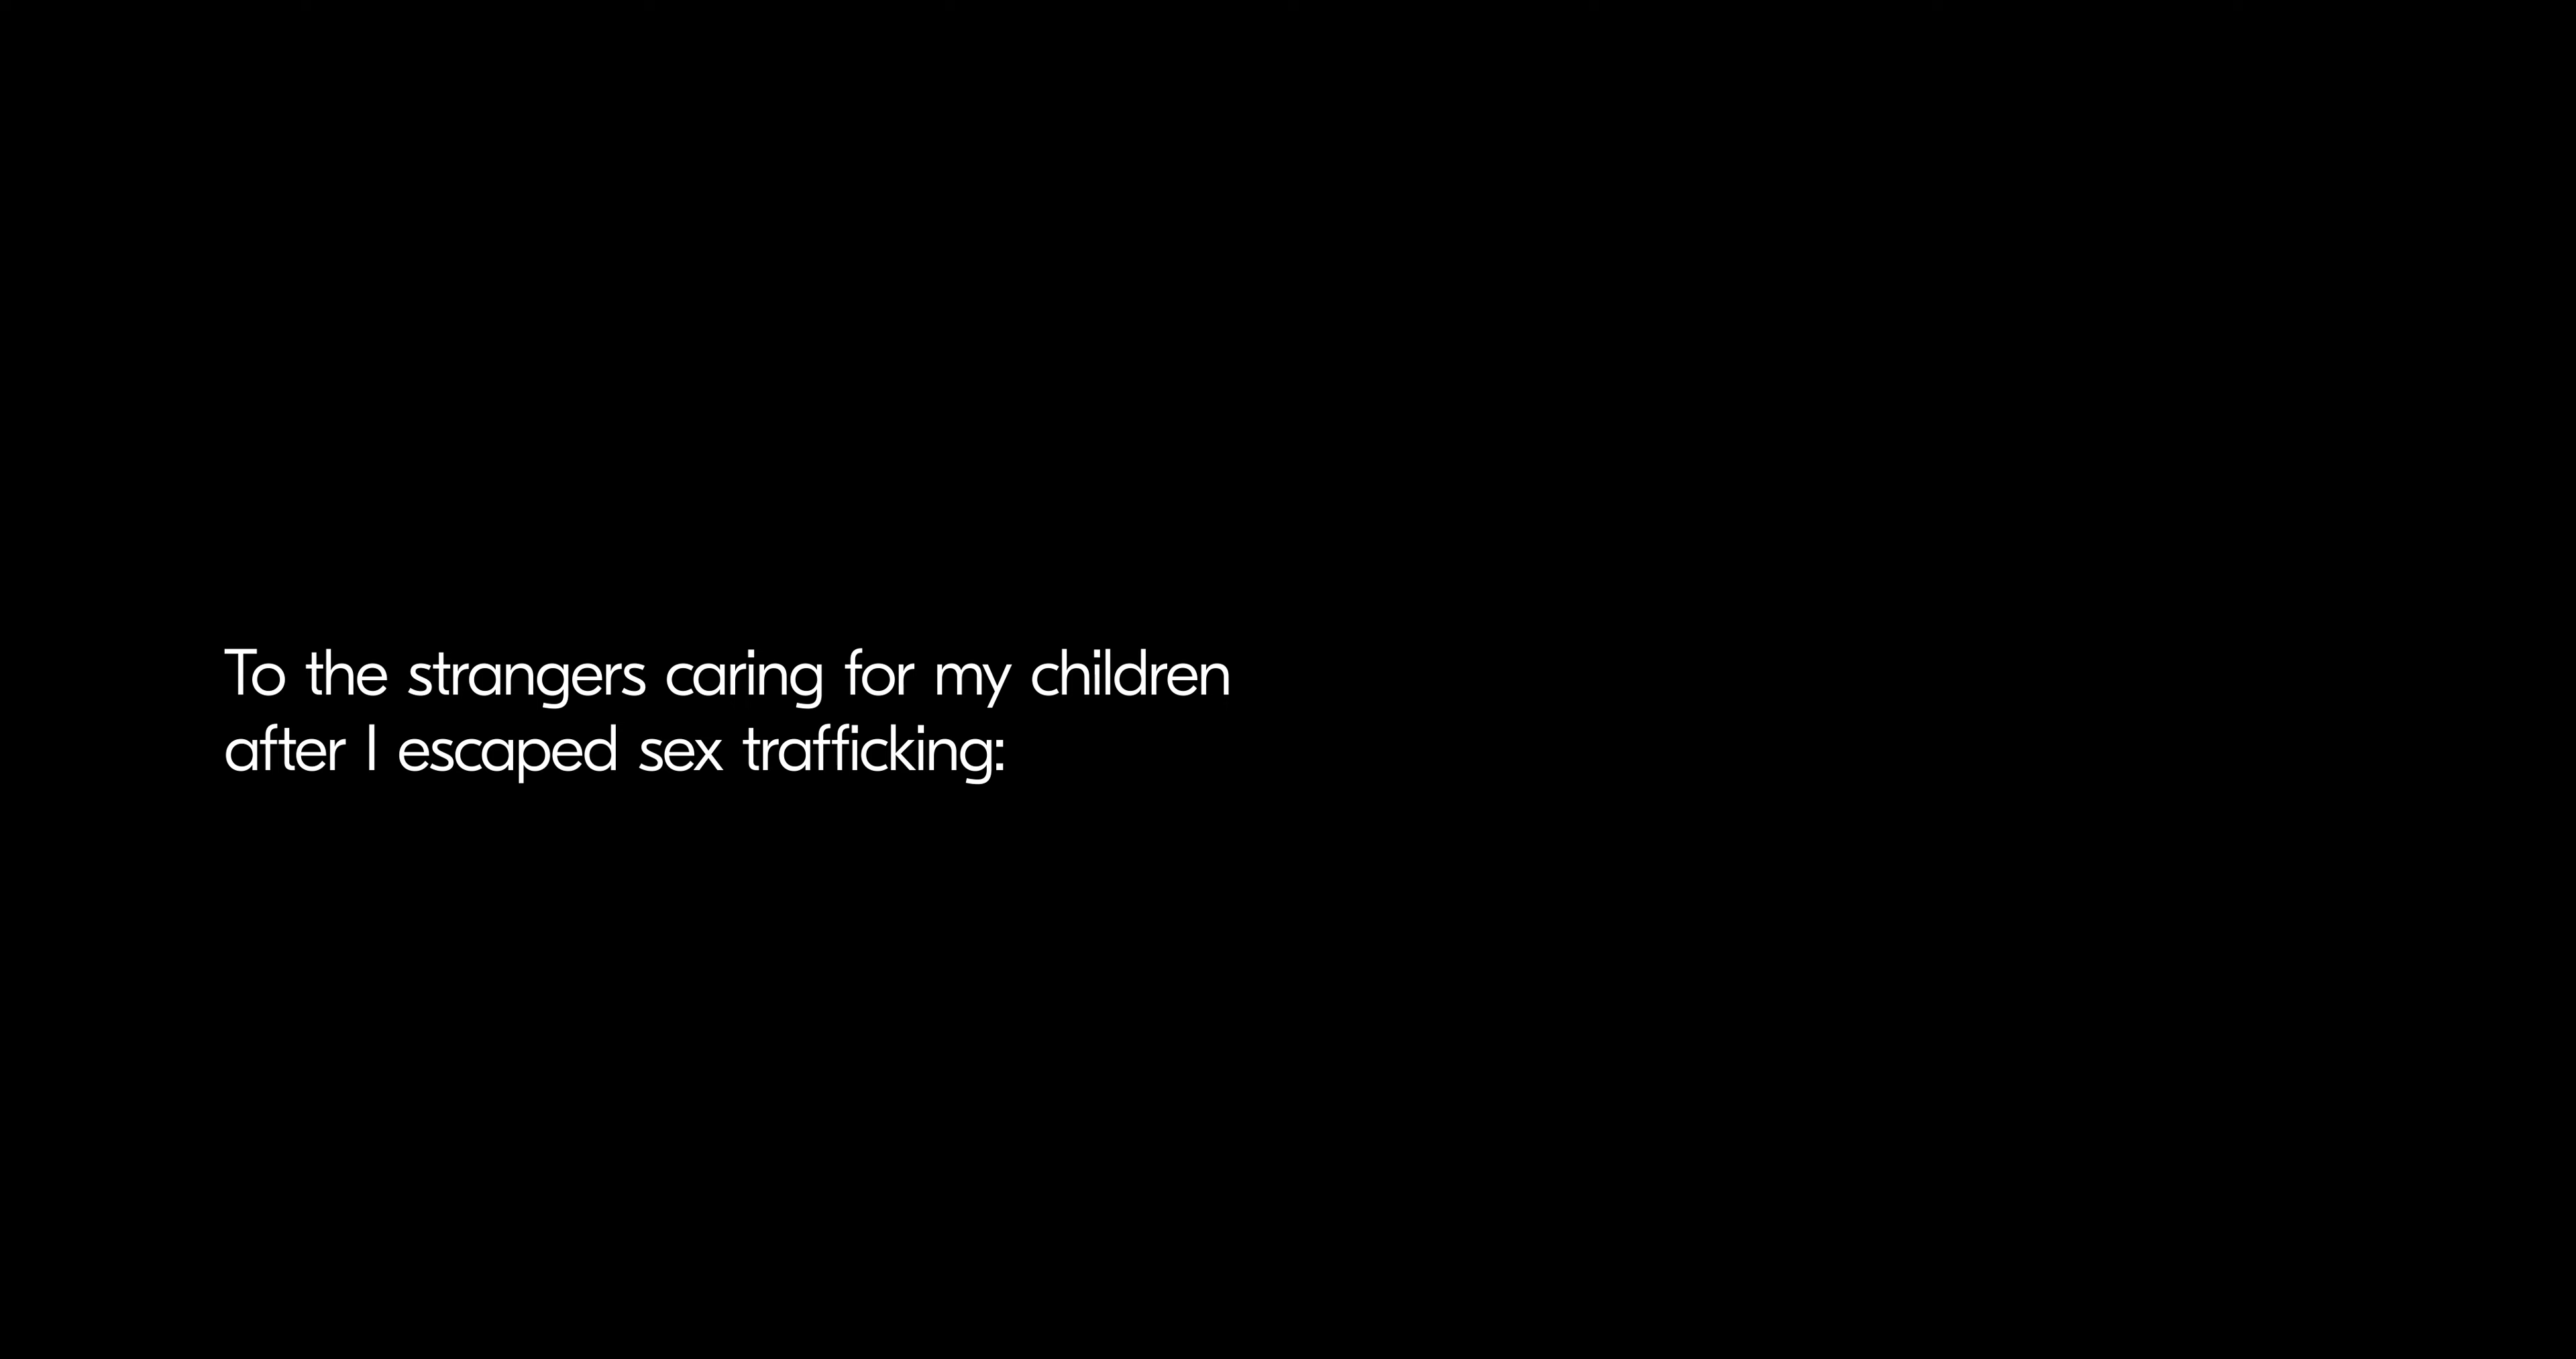 To the strangers caring for my children
after I escaped sex trafficking: